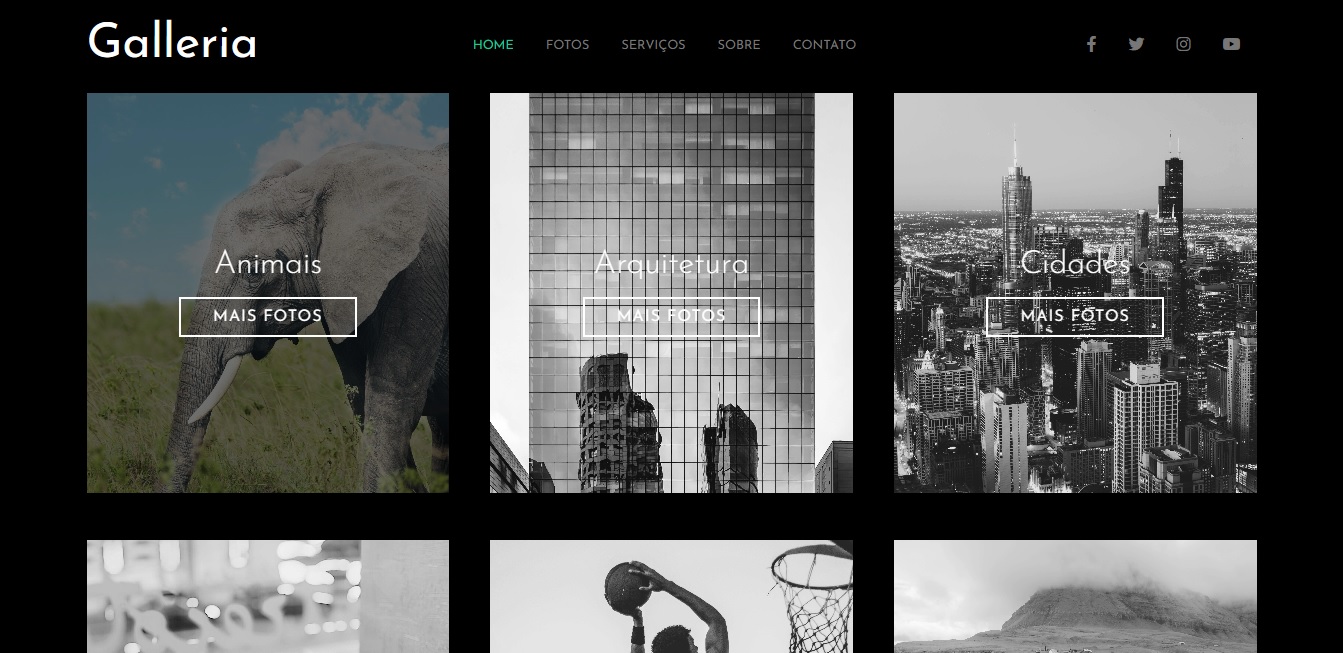 Galleria
HOME FOTOS SERVIÇOS SOBRE CONTATO
Animais
MAIS FOTOS
Arquitetura
MAIS FOTOS
Cidades
MAIS FOTOS